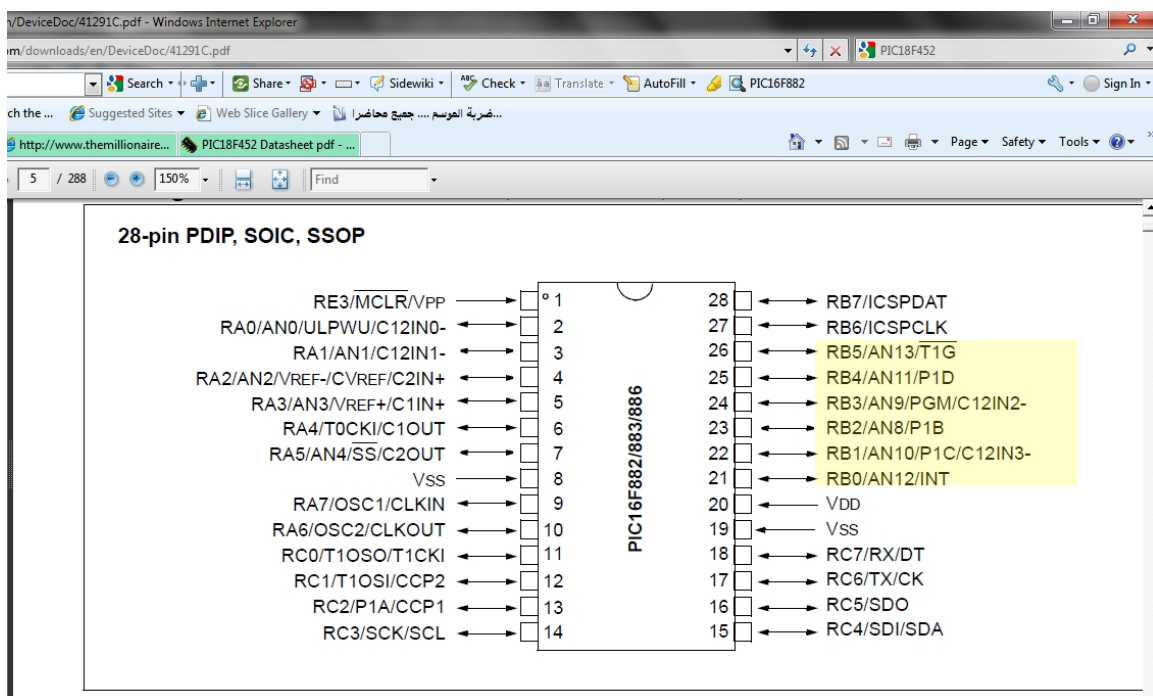 n/DeviceDoc/41291C.pdf - Windows Internet Explorer
om/downloads/en/DeviceDoc/41291C.pdf PIC18F452
Search Share Sidewiki Check Translate AutoFill PIC16F882 Sign In
ch the ... Suggested Sites Web Slice Gallery ضربة الموسم .... جميع محاضرا...
http://www.themillionaire... PIC18F452 Datasheet pdf - ... Page Safety Tools
5 / 288 150% Find
28-pin PDIP, SOIC, SSOP
RE3/MCLR/VPP 1 28 RB7/ICSPDAT
RA0/AN0/ULPWU/C12IN0- 2 27 RB6/ICSPCLK
RA1/AN1/C12IN1- 3 26 RB5/AN13/T1G
RA2/AN2/VREF-/CVREF/C2IN+ 4 25 RB4/AN11/P1D
RA3/AN3/VREF+/C1IN+ 5 24 RB3/AN9/PGM/C12IN2-
RA4/T0CKI/C1OUT 6 23 RB2/AN8/P1B
RA5/AN4/SS/C2OUT 7 22 RB1/AN10/P1C/C12IN3-
VSS 8 21 RB0/AN12/INT
RA7/OSC1/CLKIN 9 20 VDD
RA6/OSC2/CLKOUT 10 19 VSS
RC0/T1OSO/T1CKI 11 18 RC7/RX/DT
RC1/T1OSI/CCP2 12 17 RC6/TX/CK
RC2/P1A/CCP1 13 16 RC5/SDO
RC3/SCK/SCL 14 15 RC4/SDI/SDA
PIC16F882/883/886